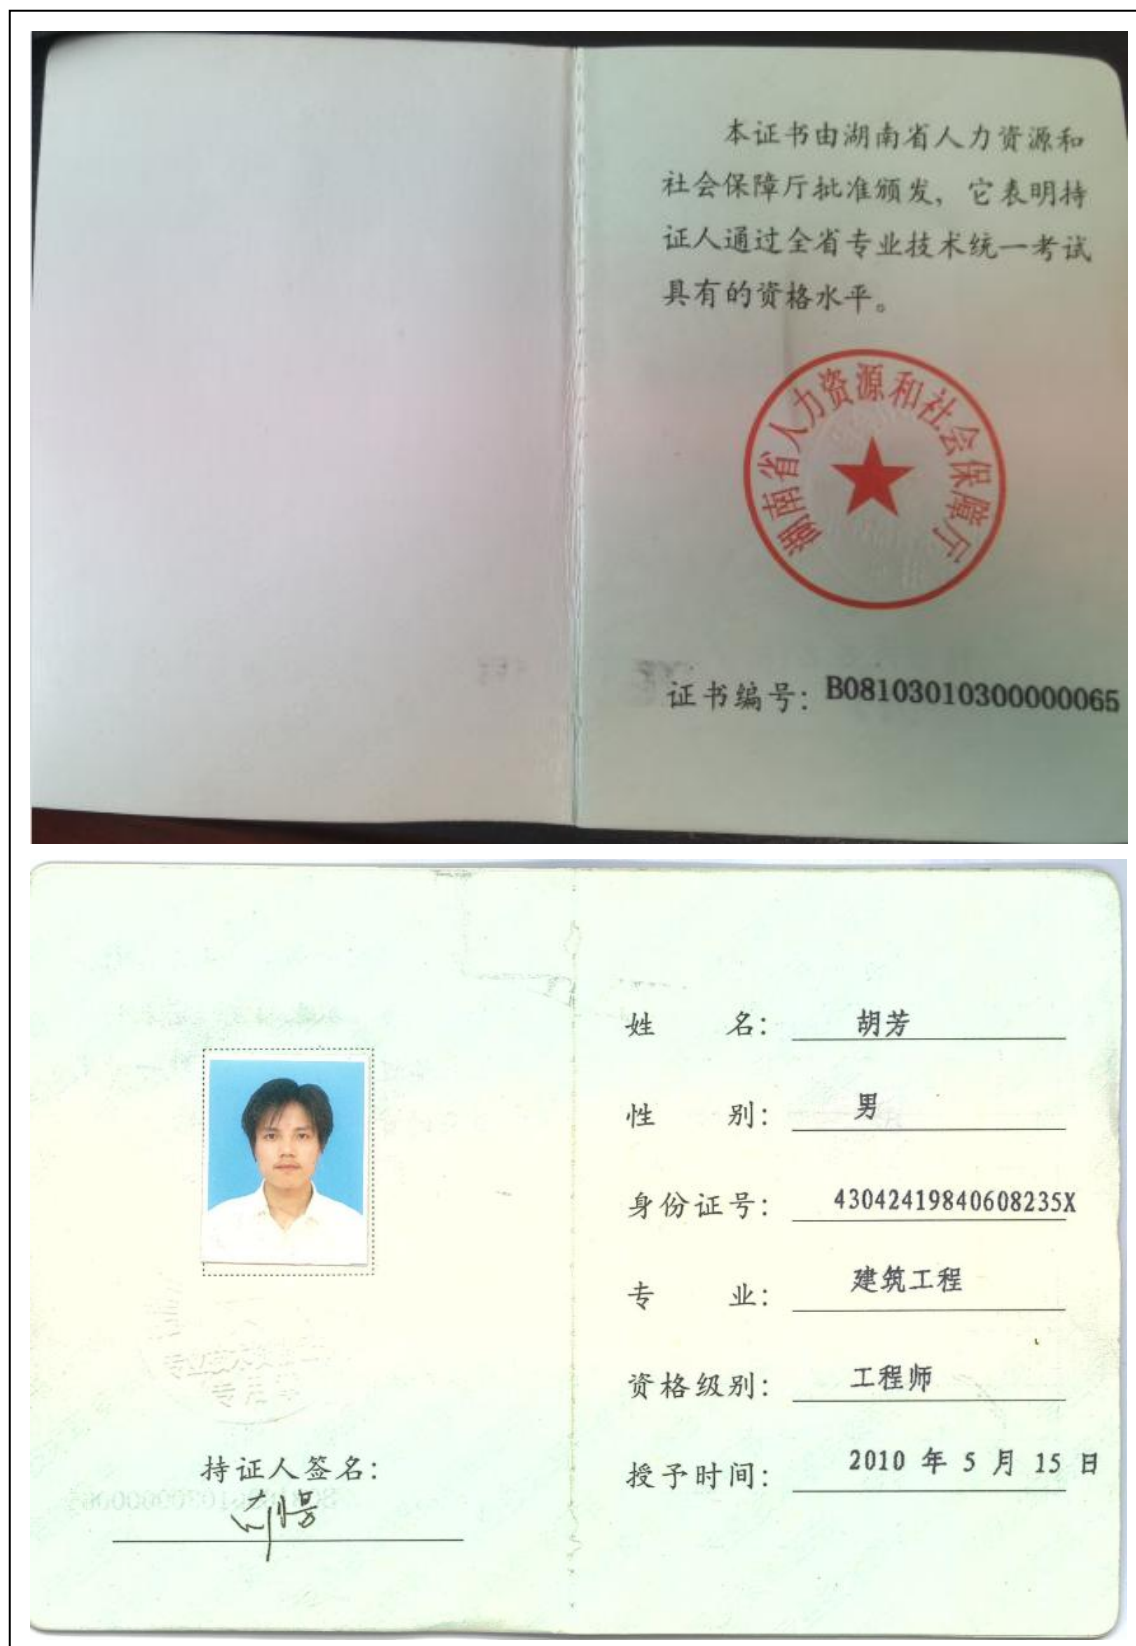 本证书由湖南省人力资源和
社会保障厅批准颁发，它表明持
证人通过全省专业技术统一考试
具有的资格水平。
湖南省人力资源和社会保障厅
证书编号：B08103010300000065
姓 名： 胡芳
性 别： 男
身份证号： 43042419840608235X
专 业： 建筑工程
资格级别： 工程师
授予时间： 2010 年 5 月 15 日
持证人签名：